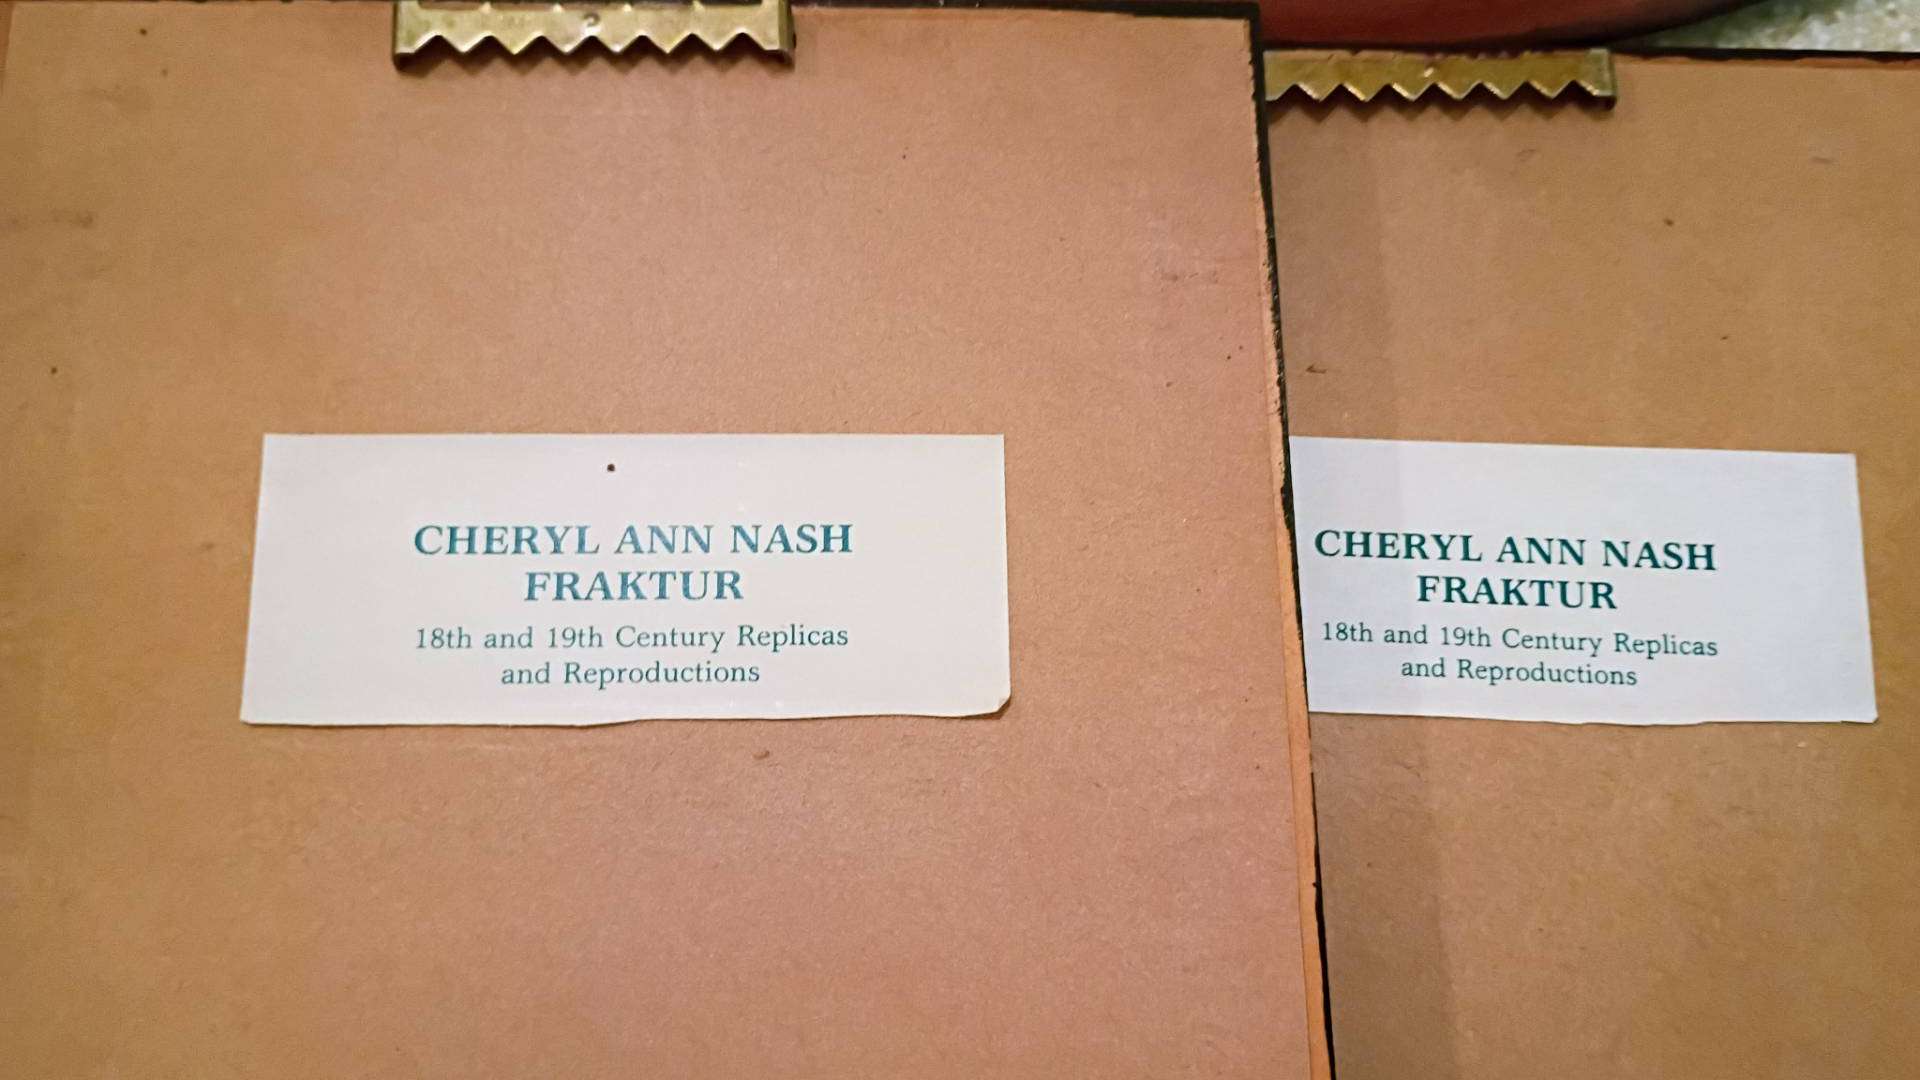 CHERYL ANN NASH
FRAKTUR
18th and 19th Century Replicas
and Reproductions
CHERYL ANN NASH
FRAKTUR
18th and 19th Century Replicas
and Reproductions